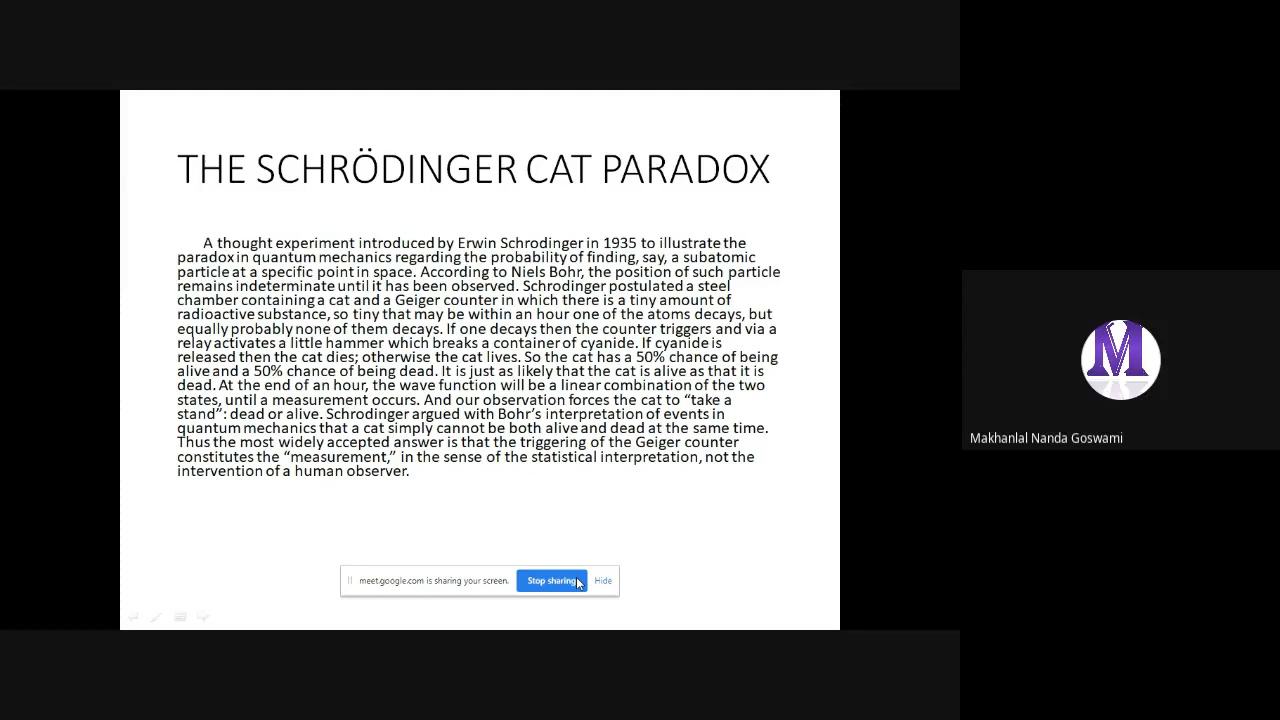 THE SCHRÖDINGER CAT PARADOX
A thought experiment introduced by Erwin Schrodinger in 1935 to illustrate the
paradox in quantum mechanics regarding the probability of finding, say, a subatomic
particle at a specific point in space. According to Niels Bohr, the position of such particle
remains indeterminate until it has been observed. Schrodinger postulated a steel
chamber containing a cat and a Geiger counter in which there is a tiny amount of
radioactive substance, so tiny that may be within an hour one of the atoms decays, but
equally probably none of them decays. If one decays then the counter triggers and via a
relay activates a little hammer which breaks a container of cyanide. If cyanide is
released then the cat dies; otherwise the cat lives. So the cat has a 50% chance of being
alive and a 50% chance of being dead. It is just as likely that the cat is alive as that it is
dead. At the end of an hour, the wave function will be a linear combination of the two
states, until a measurement occurs. And our observation forces the cat to “take a
stand”: dead or alive. Schrodinger argued with Bohr’s interpretation of events in
quantum mechanics that a cat simply cannot be both alive and dead at the same time.
Thus the most widely accepted answer is that the triggering of the Geiger counter
constitutes the “measurement,” in the sense of the statistical interpretation, not the
intervention of a human observer.
meet.google.com is sharing your screen. Stop sharing Hide
M
Makhanlal Nanda Goswami